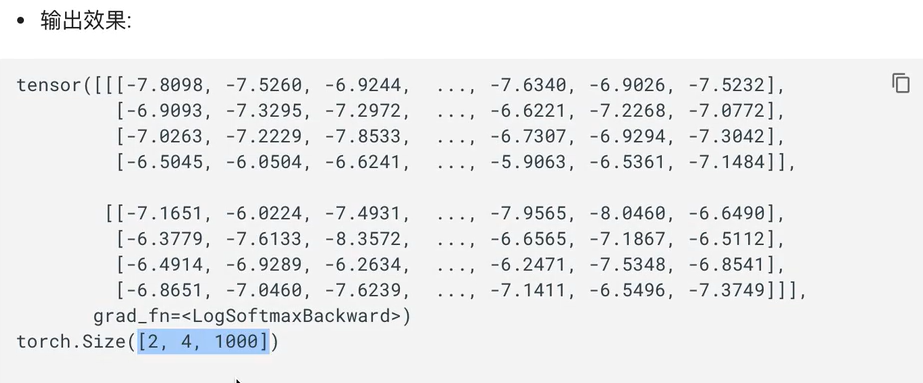 • 输出效果:
tensor([[[-7.8098, -7.5260, -6.9244,  ..., -7.6340, -6.9026, -7.5232],
         [-6.9093, -7.3295, -7.2972,  ..., -6.6221, -7.2268, -7.0772],
         [-7.0263, -7.2229, -7.8533,  ..., -6.7307, -6.9294, -7.3042],
         [-6.5045, -6.0504, -6.6241,  ..., -5.9063, -6.5361, -7.1484]],
        [[-7.1651, -6.0224, -7.4931,  ..., -7.9565, -8.0460, -6.6490],
         [-6.3779, -7.6133, -8.3572,  ..., -6.6565, -7.1867, -6.5112],
         [-6.4914, -6.9289, -6.2634,  ..., -6.2471, -7.5348, -6.8541],
         [-6.8651, -7.0460, -7.6239,  ..., -7.1411, -6.5496, -7.3749]]],
       grad_fn=<LogSoftmaxBackward>)
torch.Size([2, 4, 1000])